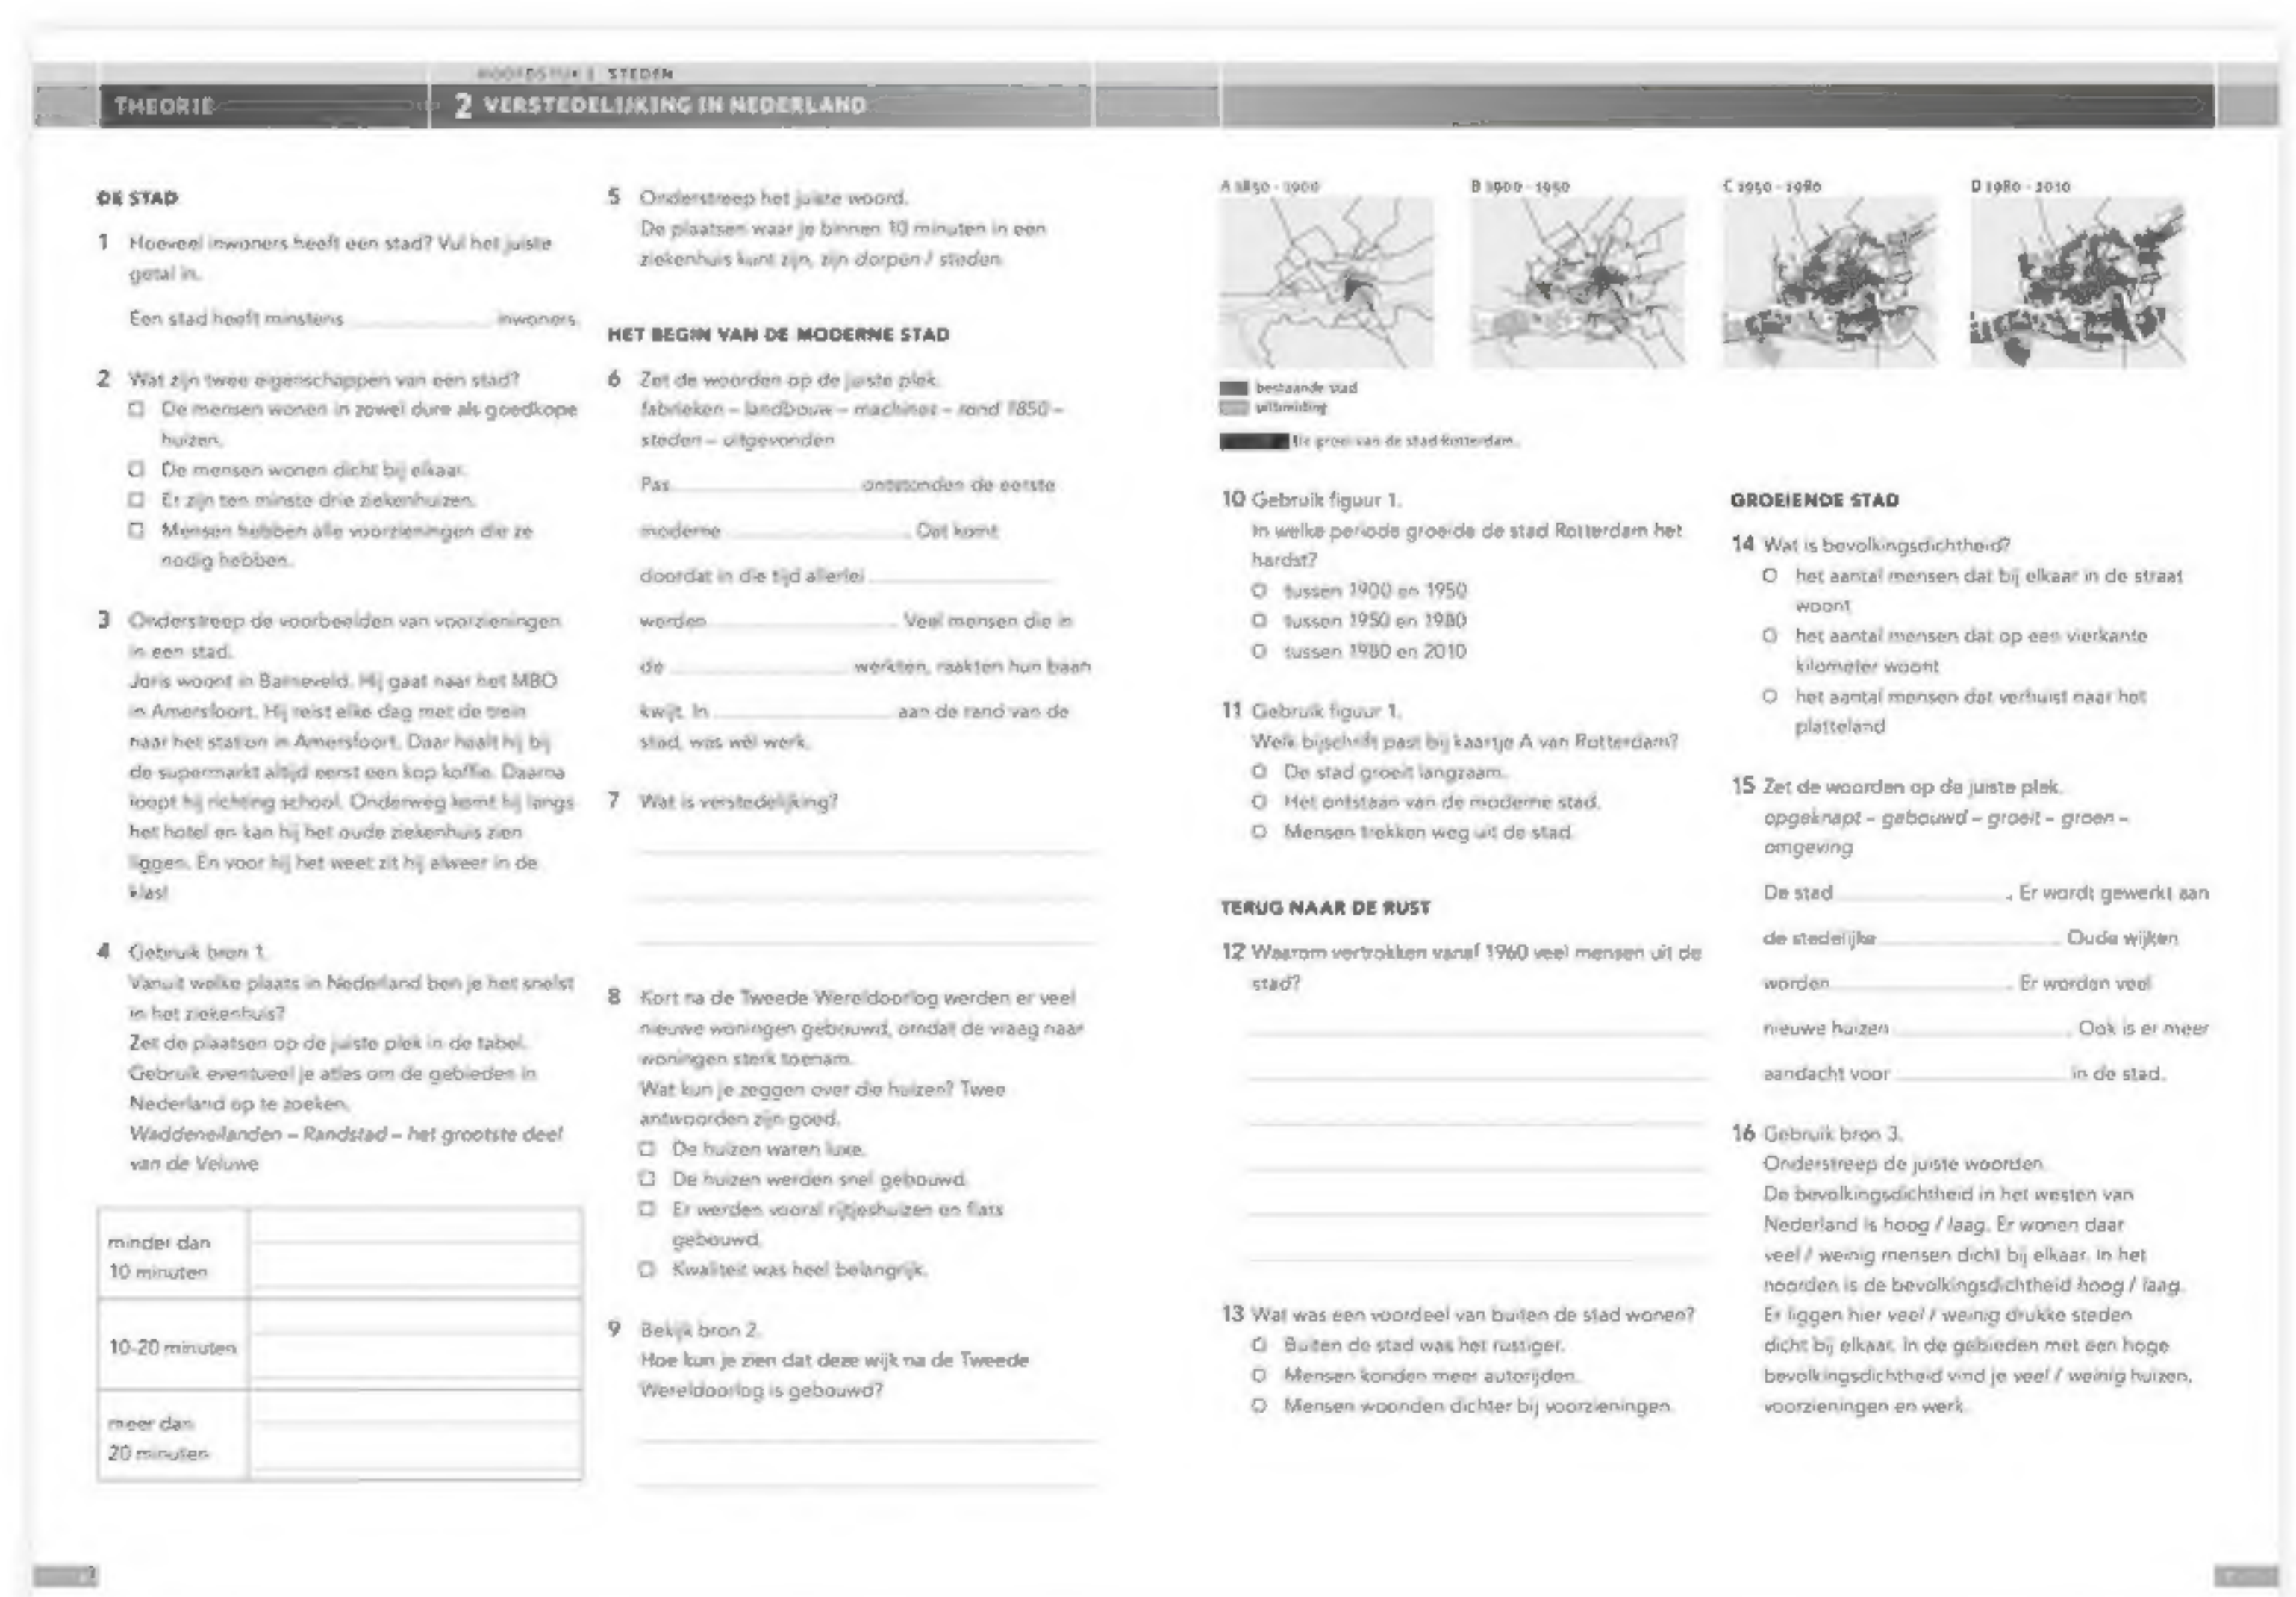 HOOFDSTUK STEDEN
THEORIE
2 VERSTEDELIJKING IN NEDERLAND
DE STAD
1 Hoeveel inwoners heeft een stad? Vul het juiste
getal in.
Een stad heeft minstens inwoners.
2 Wat zijn twee eigenschappen van een stad?
De mensen wonen in zowel dure als goedkope
huizen.
De mensen wonen dicht bij elkaar.
Er zijn ten minste drie ziekenhuizen.
Mensen hebben alle voorzieningen die ze
nodig hebben.
3 Onderstreep de voorbeelden van voorzieningen
in een stad.
Joris woont in Barneveld. Hij gaat naar het MBO
in Amersfoort. Hij reist elke dag met de trein
naar het station in Amersfoort. Daar haalt hij bij
de supermarkt altijd eerst een kop koffie. Daarna
loopt hij richting school. Onderweg komt hij langs
het hotel en kan hij het oude ziekenhuis zien
liggen. En voor hij het weet zit hij alweer in de
klas!
4 Gebruik bron 1.
Vanuit welke plaats in Nederland ben je het snelst
in het ziekenhuis?
Zet de plaatsen op de juiste plek in de tabel.
Gebruik eventueel je atlas om de gebieden in
Nederland op te zoeken.
Waddeneilanden – Randstad – het grootste deel
van de Veluwe
minder dan
10 minuten
10-20 minuten
meer dan
20 minuten
5 Onderstreep het juiste woord.
De plaatsen waar je binnen 10 minuten in een
ziekenhuis kunt zijn, zijn dorpen / steden.
HET BEGIN VAN DE MODERNE STAD
6 Zet de woorden op de juiste plek.
fabrieken – landbouw – machines – rond 1850 –
steden – uitgevonden
Pas ontstonden de eerste
moderne . Dat komt
doordat in die tijd allerlei
werden . Veel mensen die in
de werkten, raakten hun baan
kwijt. In aan de rand van de
stad, was wél werk.
7 Wat is verstedelijking?
8 Kort na de Tweede Wereldoorlog werden er veel
nieuwe woningen gebouwd, omdat de vraag naar
woningen sterk toenam.
Wat kun je zeggen over die huizen? Twee
antwoorden zijn goed.
De huizen waren luxe.
De huizen werden snel gebouwd.
Er werden vooral rijtjeshuizen en flats
gebouwd.
Kwaliteit was heel belangrijk.
9 Bekijk bron 2.
Hoe kun je zien dat deze wijk na de Tweede
Wereldoorlog is gebouwd?
A 1850 - 1900
B 1900 - 1950
C 1950 - 1980
D 1980 - 2010
bestaande stad
uitbreiding
De groei van de stad Rotterdam.
10 Gebruik figuur 1.
In welke periode groeide de stad Rotterdam het
hardst?
tussen 1900 en 1950
tussen 1950 en 1980
tussen 1980 en 2010
11 Gebruik figuur 1.
Welk bijschrift past bij kaartje A van Rotterdam?
De stad groeit langzaam.
Het ontstaan van de moderne stad.
Mensen trekken weg uit de stad.
TERUG NAAR DE RUST
12 Waarom vertrokken vanaf 1960 veel mensen uit de
stad?
13 Wat was een voordeel van buiten de stad wonen?
Buiten de stad was het rustiger.
Mensen konden meer autorijden.
Mensen woonden dichter bij voorzieningen.
GROEIENDE STAD
14 Wat is bevolkingsdichtheid?
het aantal mensen dat bij elkaar in de straat
woont
het aantal mensen dat op een vierkante
kilometer woont
het aantal mensen dat verhuist naar het
platteland
15 Zet de woorden op de juiste plek.
opgeknapt – gebouwd – groeit – groen –
omgeving
De stad . Er wordt gewerkt aan
de stedelijke . Oude wijken
worden . Er worden veel
nieuwe huizen . Ook is er meer
aandacht voor in de stad.
16 Gebruik bron 3.
Onderstreep de juiste woorden.
De bevolkingsdichtheid in het westen van
Nederland is hoog / laag. Er wonen daar
veel / weinig mensen dicht bij elkaar. In het
noorden is de bevolkingsdichtheid hoog / laag.
Er liggen hier veel / weinig drukke steden
dicht bij elkaar. In de gebieden met een hoge
bevolkingsdichtheid vind je veel / weinig huizen,
voorzieningen en werk.